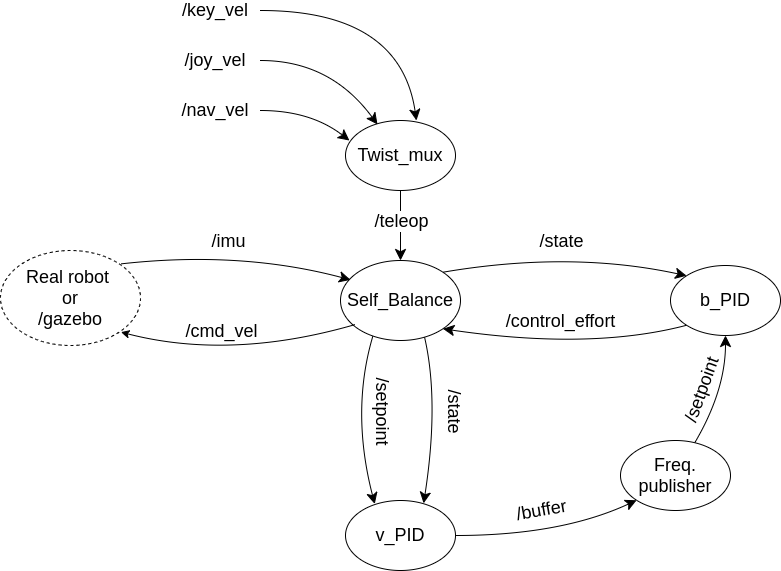 /key_vel
/joy_vel
/nav_vel
Twist_mux
/teleop
/imu
/state
Real robot
or
/gazebo
Self_Balance
b_PID
/cmd_vel
/control_effort
/setpoint
/state
/setpoint
Freq.
publisher
/buffer
v_PID